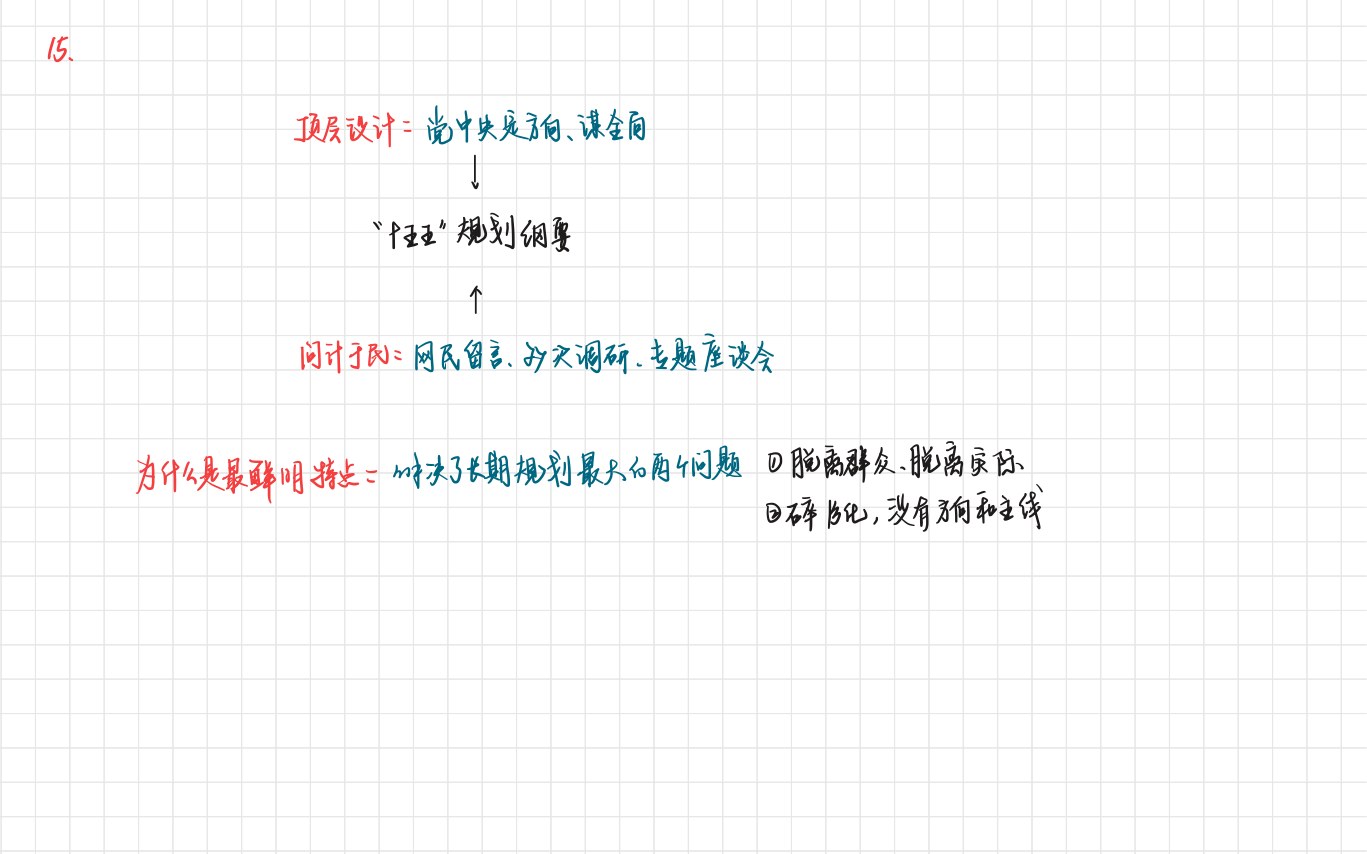 15、
顶层设计：党中央定方向、谋全局
↓
"十五五"规划纲要
↑
问计于民：网民留言、调研、专题座谈会
为什么是最鲜明特点：解决了长期规划最大的两个问题 ①脱离群众、脱离实际
②碎片化，没有方向和主线